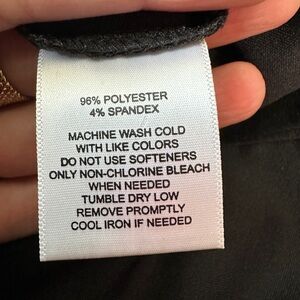 96% POLYESTER
4% SPANDEX
MACHINE WASH COLD
WITH LIKE COLORS
DO NOT USE SOFTENERS
ONLY NON-CHLORINE BLEACH
WHEN NEEDED
TUMBLE DRY LOW
REMOVE PROMPTLY
COOL IRON IF NEEDED